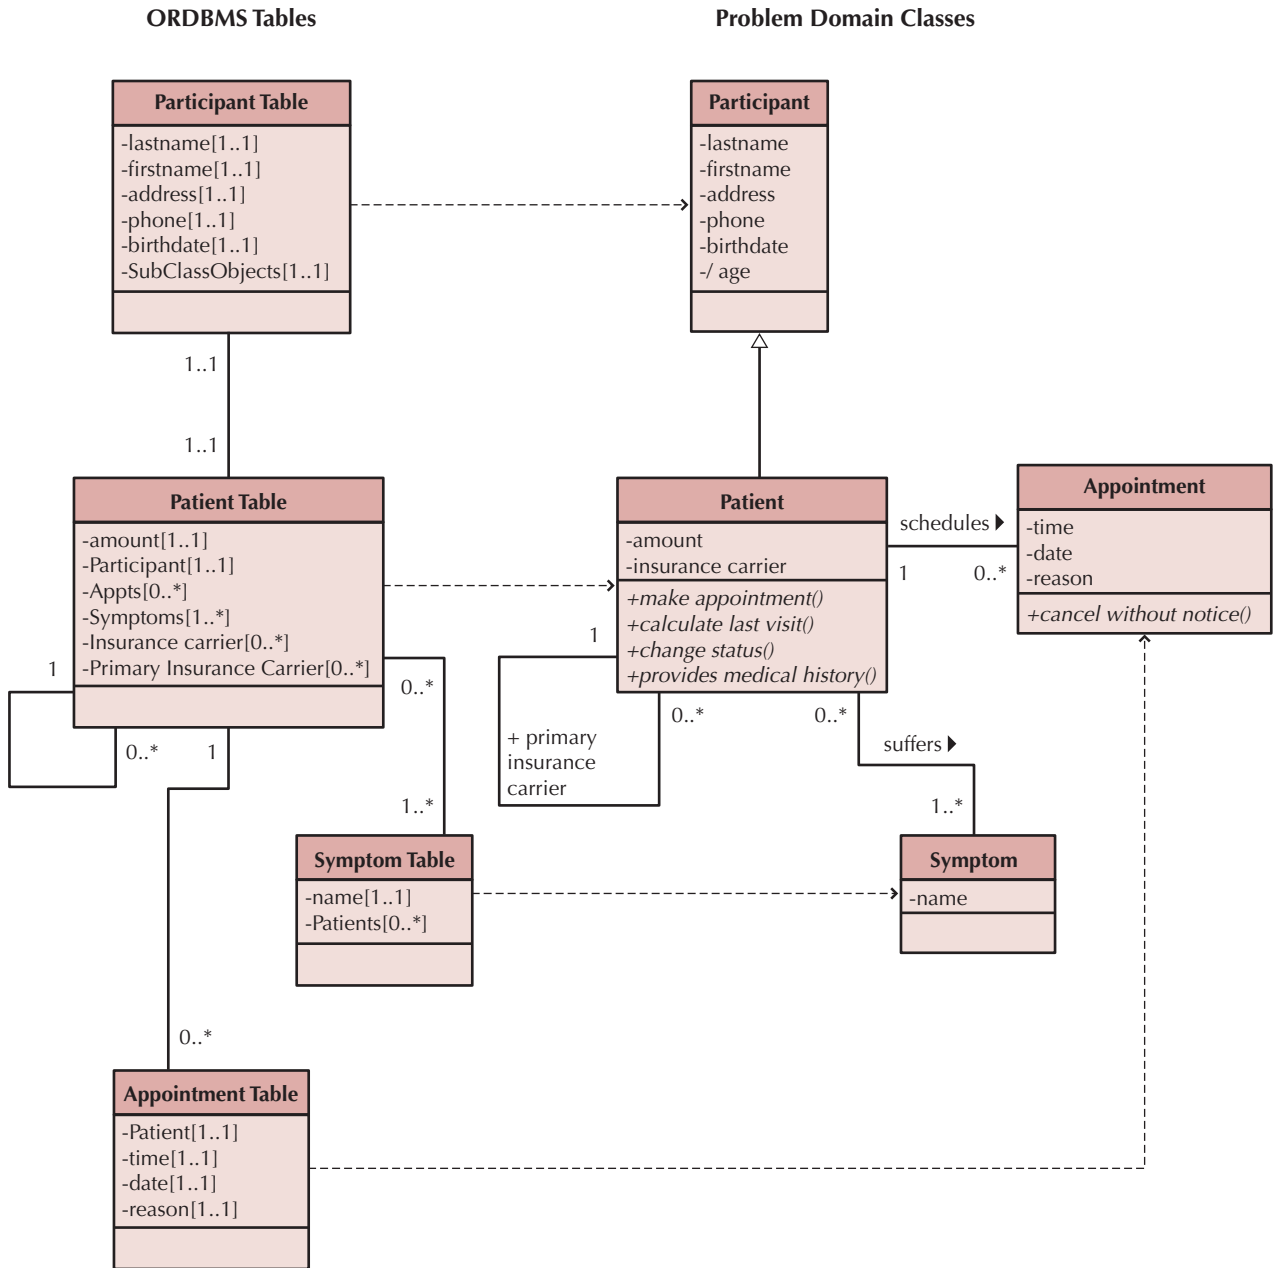 ORDBMS Tables
Problem Domain Classes
Participant Table
-lastname[1..1]
-firstname[1..1]
-address[1..1]
-phone[1..1]
-birthdate[1..1]
-SubClassObjects[1..1]
Participant
-lastname
-firstname
-address
-phone
-birthdate
-/ age
1..1
1..1
Patient Table
-amount[1..1]
-Participant[1..1]
-Appts[0..*]
-Symptoms[1..*]
-Insurance carrier[0..*]
-Primary Insurance Carrier[0..*]
1
0..*
1
0..*
1..*
Patient
-amount
-insurance carrier
+make appointment()
+calculate last visit()
+change status()
+provides medical history()
schedules
1
0..*
Appointment
-time
-date
-reason
+cancel without notice()
1
0..*
+ primary
insurance
carrier
0..*
suffers
1..*
Symptom Table
-name[1..1]
-Patients[0..*]
Symptom
-name
0..*
Appointment Table
-Patient[1..1]
-time[1..1]
-date[1..1]
-reason[1..1]